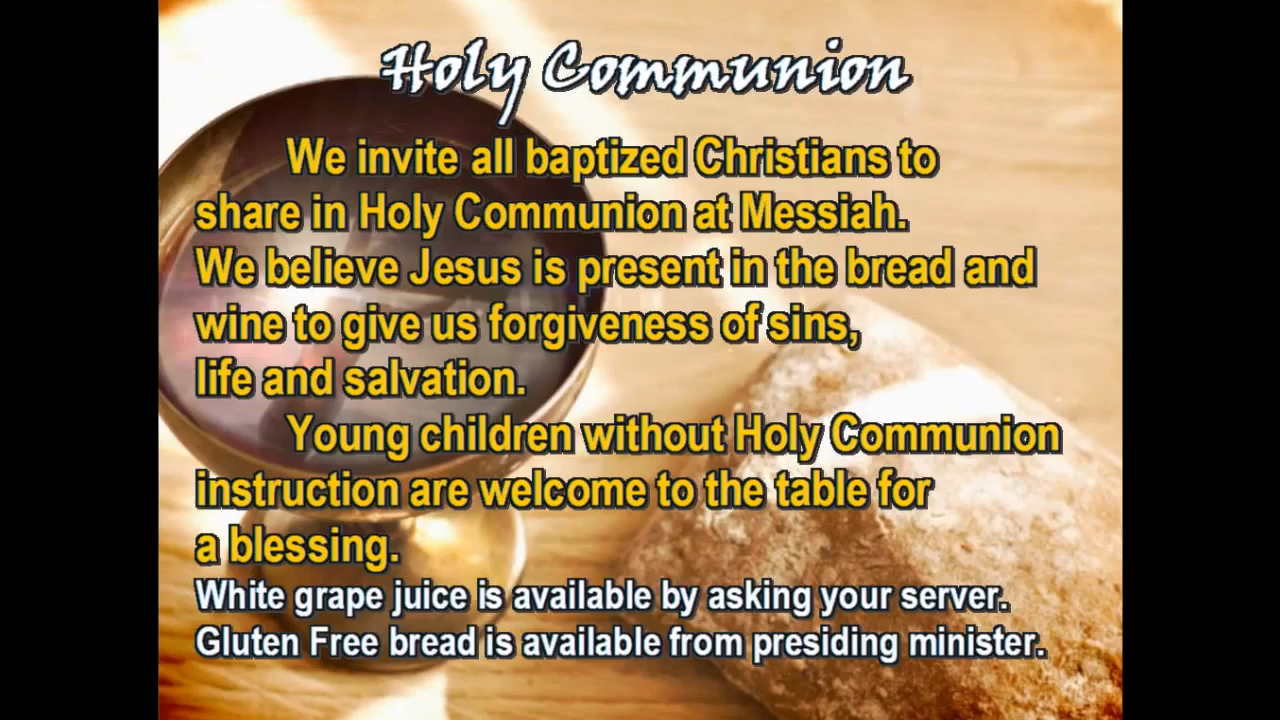 Holy Communion
We invite all baptized Christians to
share in Holy Communion at Messiah.
We believe Jesus is present in the bread and
wine to give us forgiveness of sins,
life and salvation.
Young children without Holy Communion
instruction are welcome to the table for
a blessing.
White grape juice is available by asking your server.
Gluten Free bread is available from presiding minister.